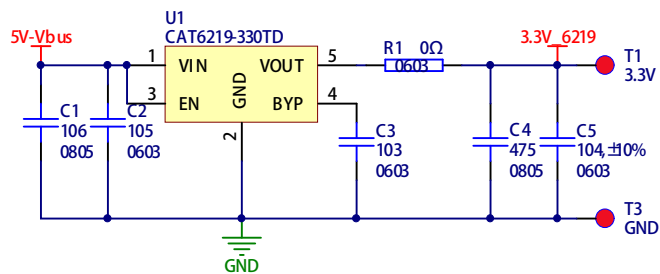 U1
CAT6219-330TD
5V-Vbus
1 VIN VOUT 5
R1 0Ω
0603
3.3V_6219
T1
3.3V
3 EN GND BYP 4
C1
106
0805
C2
105
0603
2
C3
103
0603
C4
475
0805
C5
104,±10%
0603
T3
GND
GND